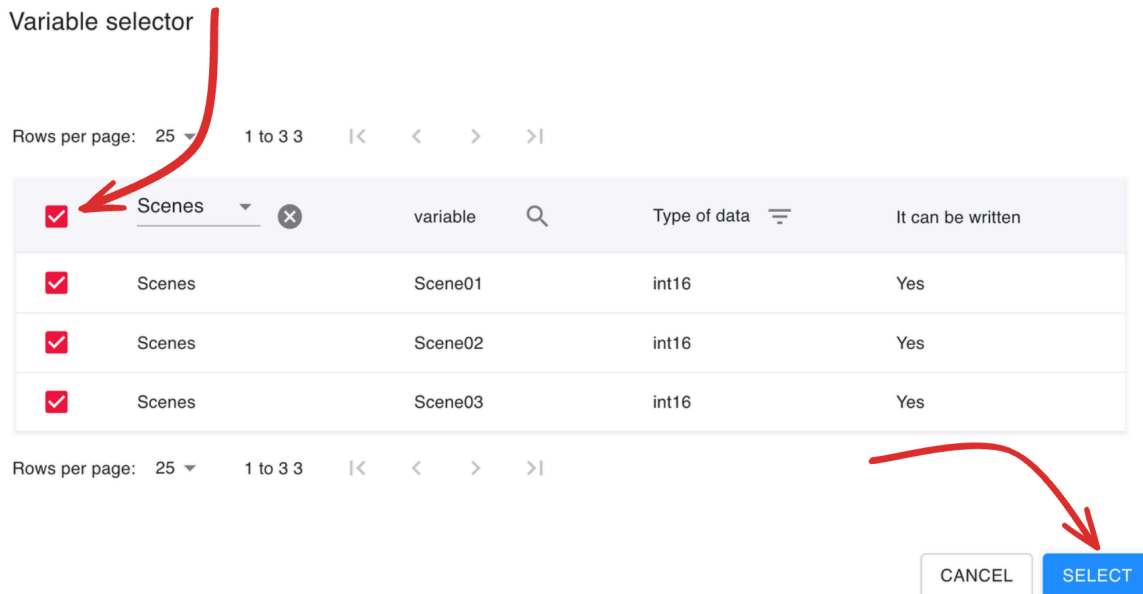 Variable selector
Rows per page: 25 1 to 3 3
Scenes variable Type of data It can be written
Scenes Scene01 int16 Yes
Scenes Scene02 int16 Yes
Scenes Scene03 int16 Yes
Rows per page: 25 1 to 3 3
CANCEL SELECT